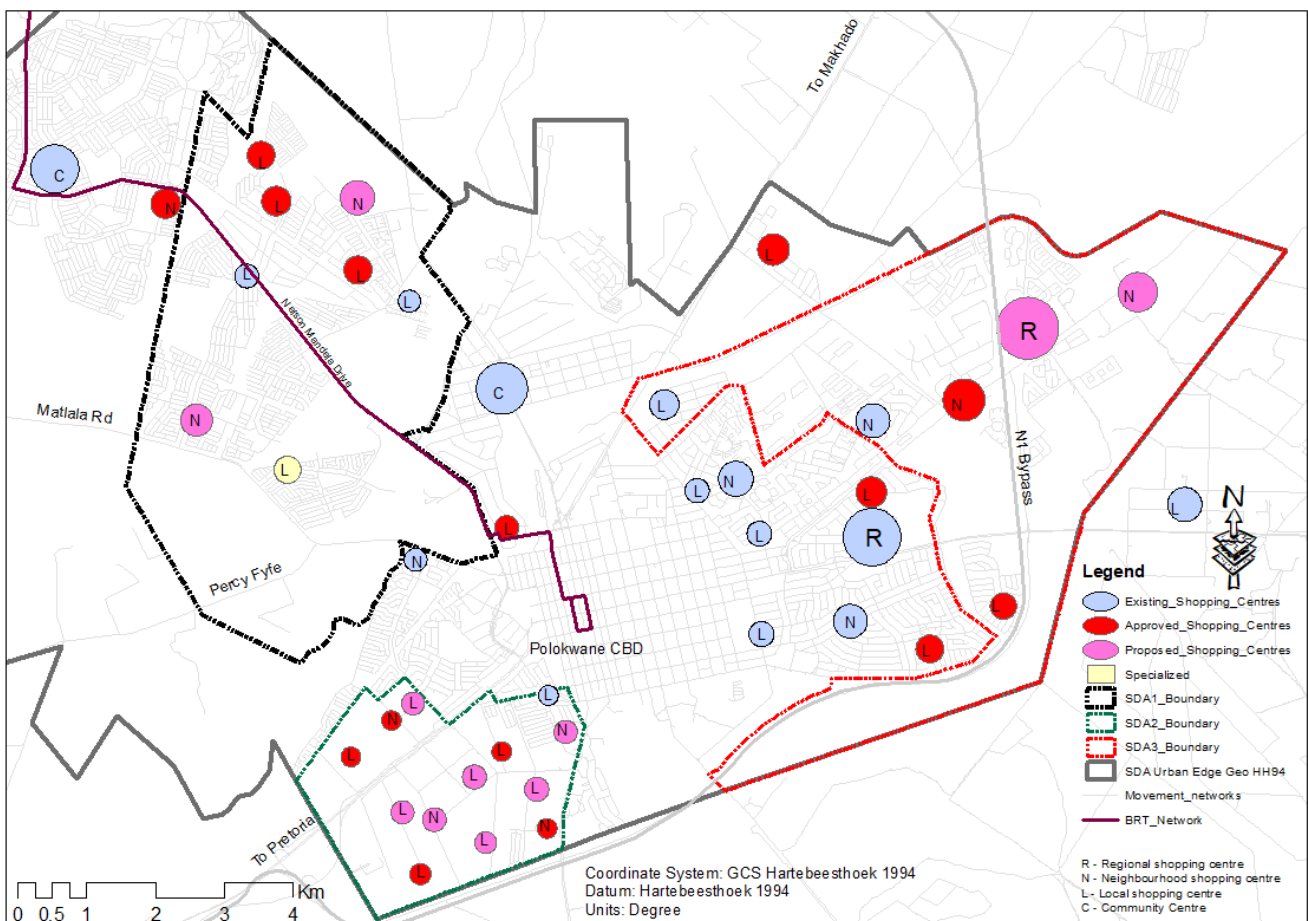 To Makhado
C
L
N
L
N
L
L
L
L
N
R
Nelson Mandela Drive
C
L
N
N
Matlala Rd
N
N1 Bypass
L
L
N
L
L
L
L
R
N
N
Percy Fyfe
L
N
L
L
Polokwane CBD
L
L
N
N
L
L
L
L
L
N
N
L
L
To Pretoria
Legend
Existing_Shopping_Centres
Approved_Shopping_Centres
Proposed_Shopping_Centres
Specialized
SDA1_Boundary
SDA2_Boundary
SDA3_Boundary
SDA Urban Edge Geo HH94
Movement_networks
BRT_Network
R - Regional shopping centre
N - Neighbourhood shopping centre
L - Local shopping centre
C - Community Centre
Coordinate System: GCS Hartebeesthoek 1994
Datum: Hartebeesthoek 1994
Units: Degree
Km
0 0.5 1 2 3 4